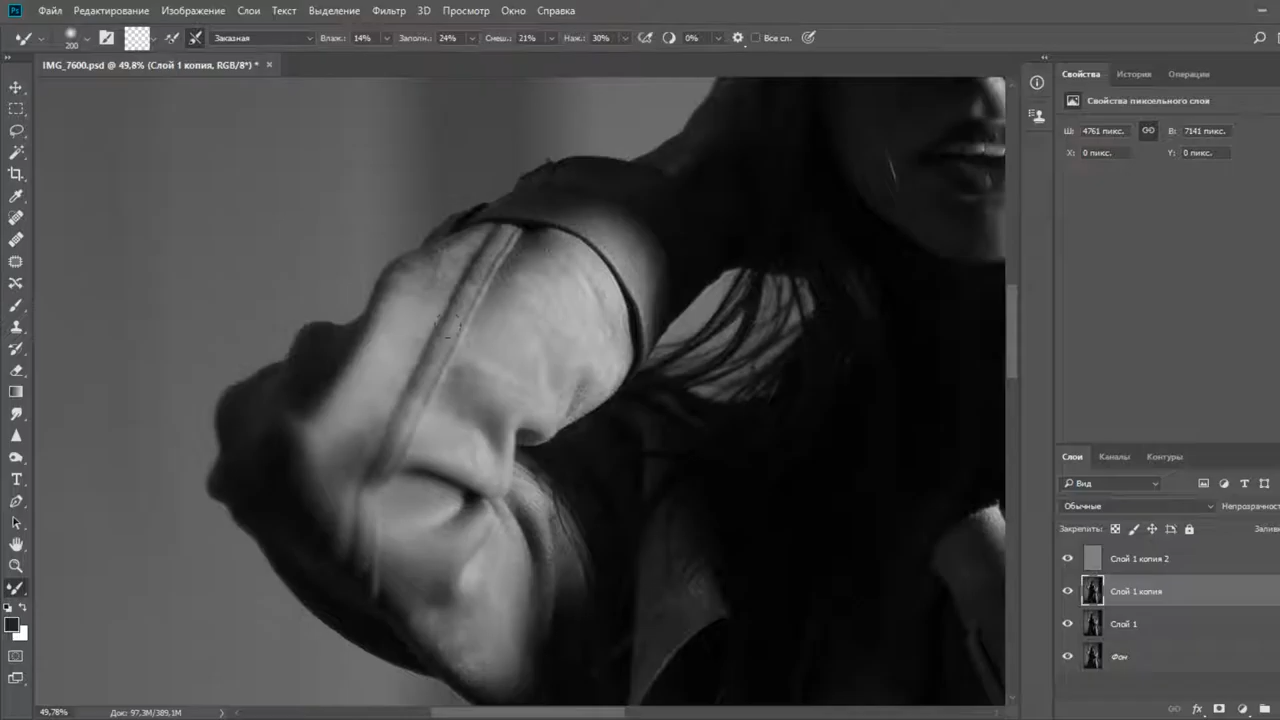 Ps Файл Редактирование Изображение Слои Текст Выделение Фильтр 3D Просмотр Окно Справка
200 Заказная Влаж.: 14% Заполн.: 24% Смеш.: 21% Наж.: 30% 0% Все сл.
IMG_7600.psd @ 49,8% (Слой 1 копия, RGB/8*) * ×
Свойства История Операции
Свойства пиксельного слоя
Ш: 4761 пикс. В: 7141 пикс.
X: 0 пикс. Y: 0 пикс.
Слои Каналы Контуры
Вид
Обычные Непрозрачнос
Закрепить: Заливк
Слой 1 копия 2
Слой 1 копия
Слой 1
Фон
49,78% Док: 97,3M/389,1M